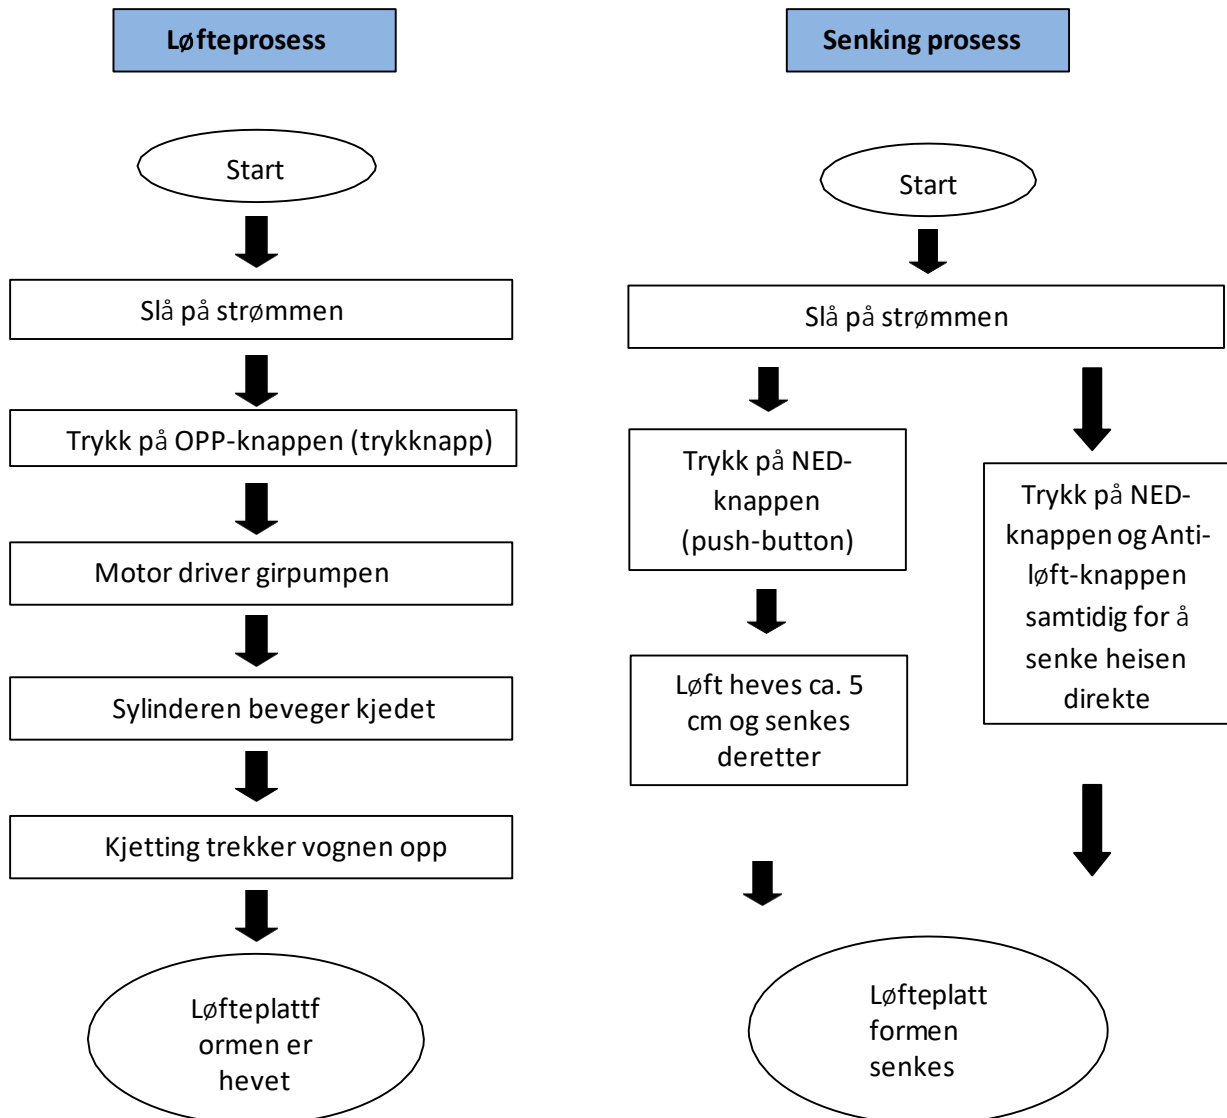 Løfteprosess
Start
Slå på strømmen
Trykk på OPP-knappen (trykknapp)
Motor driver girpumpen
Sylinderen beveger kjedet
Kjetting trekker vognen opp
Løfteplattf
ormen er
hevet
Senking prosess
Start
Slå på strømmen
Trykk på NED-
knappen
(push-button)
Løft heves ca. 5
cm og senkes
deretter
Trykk på NED-
knappen og Anti-
løft-knappen
samtidig for å
senke heisen
direkte
Løfteplatt
formen
senkes